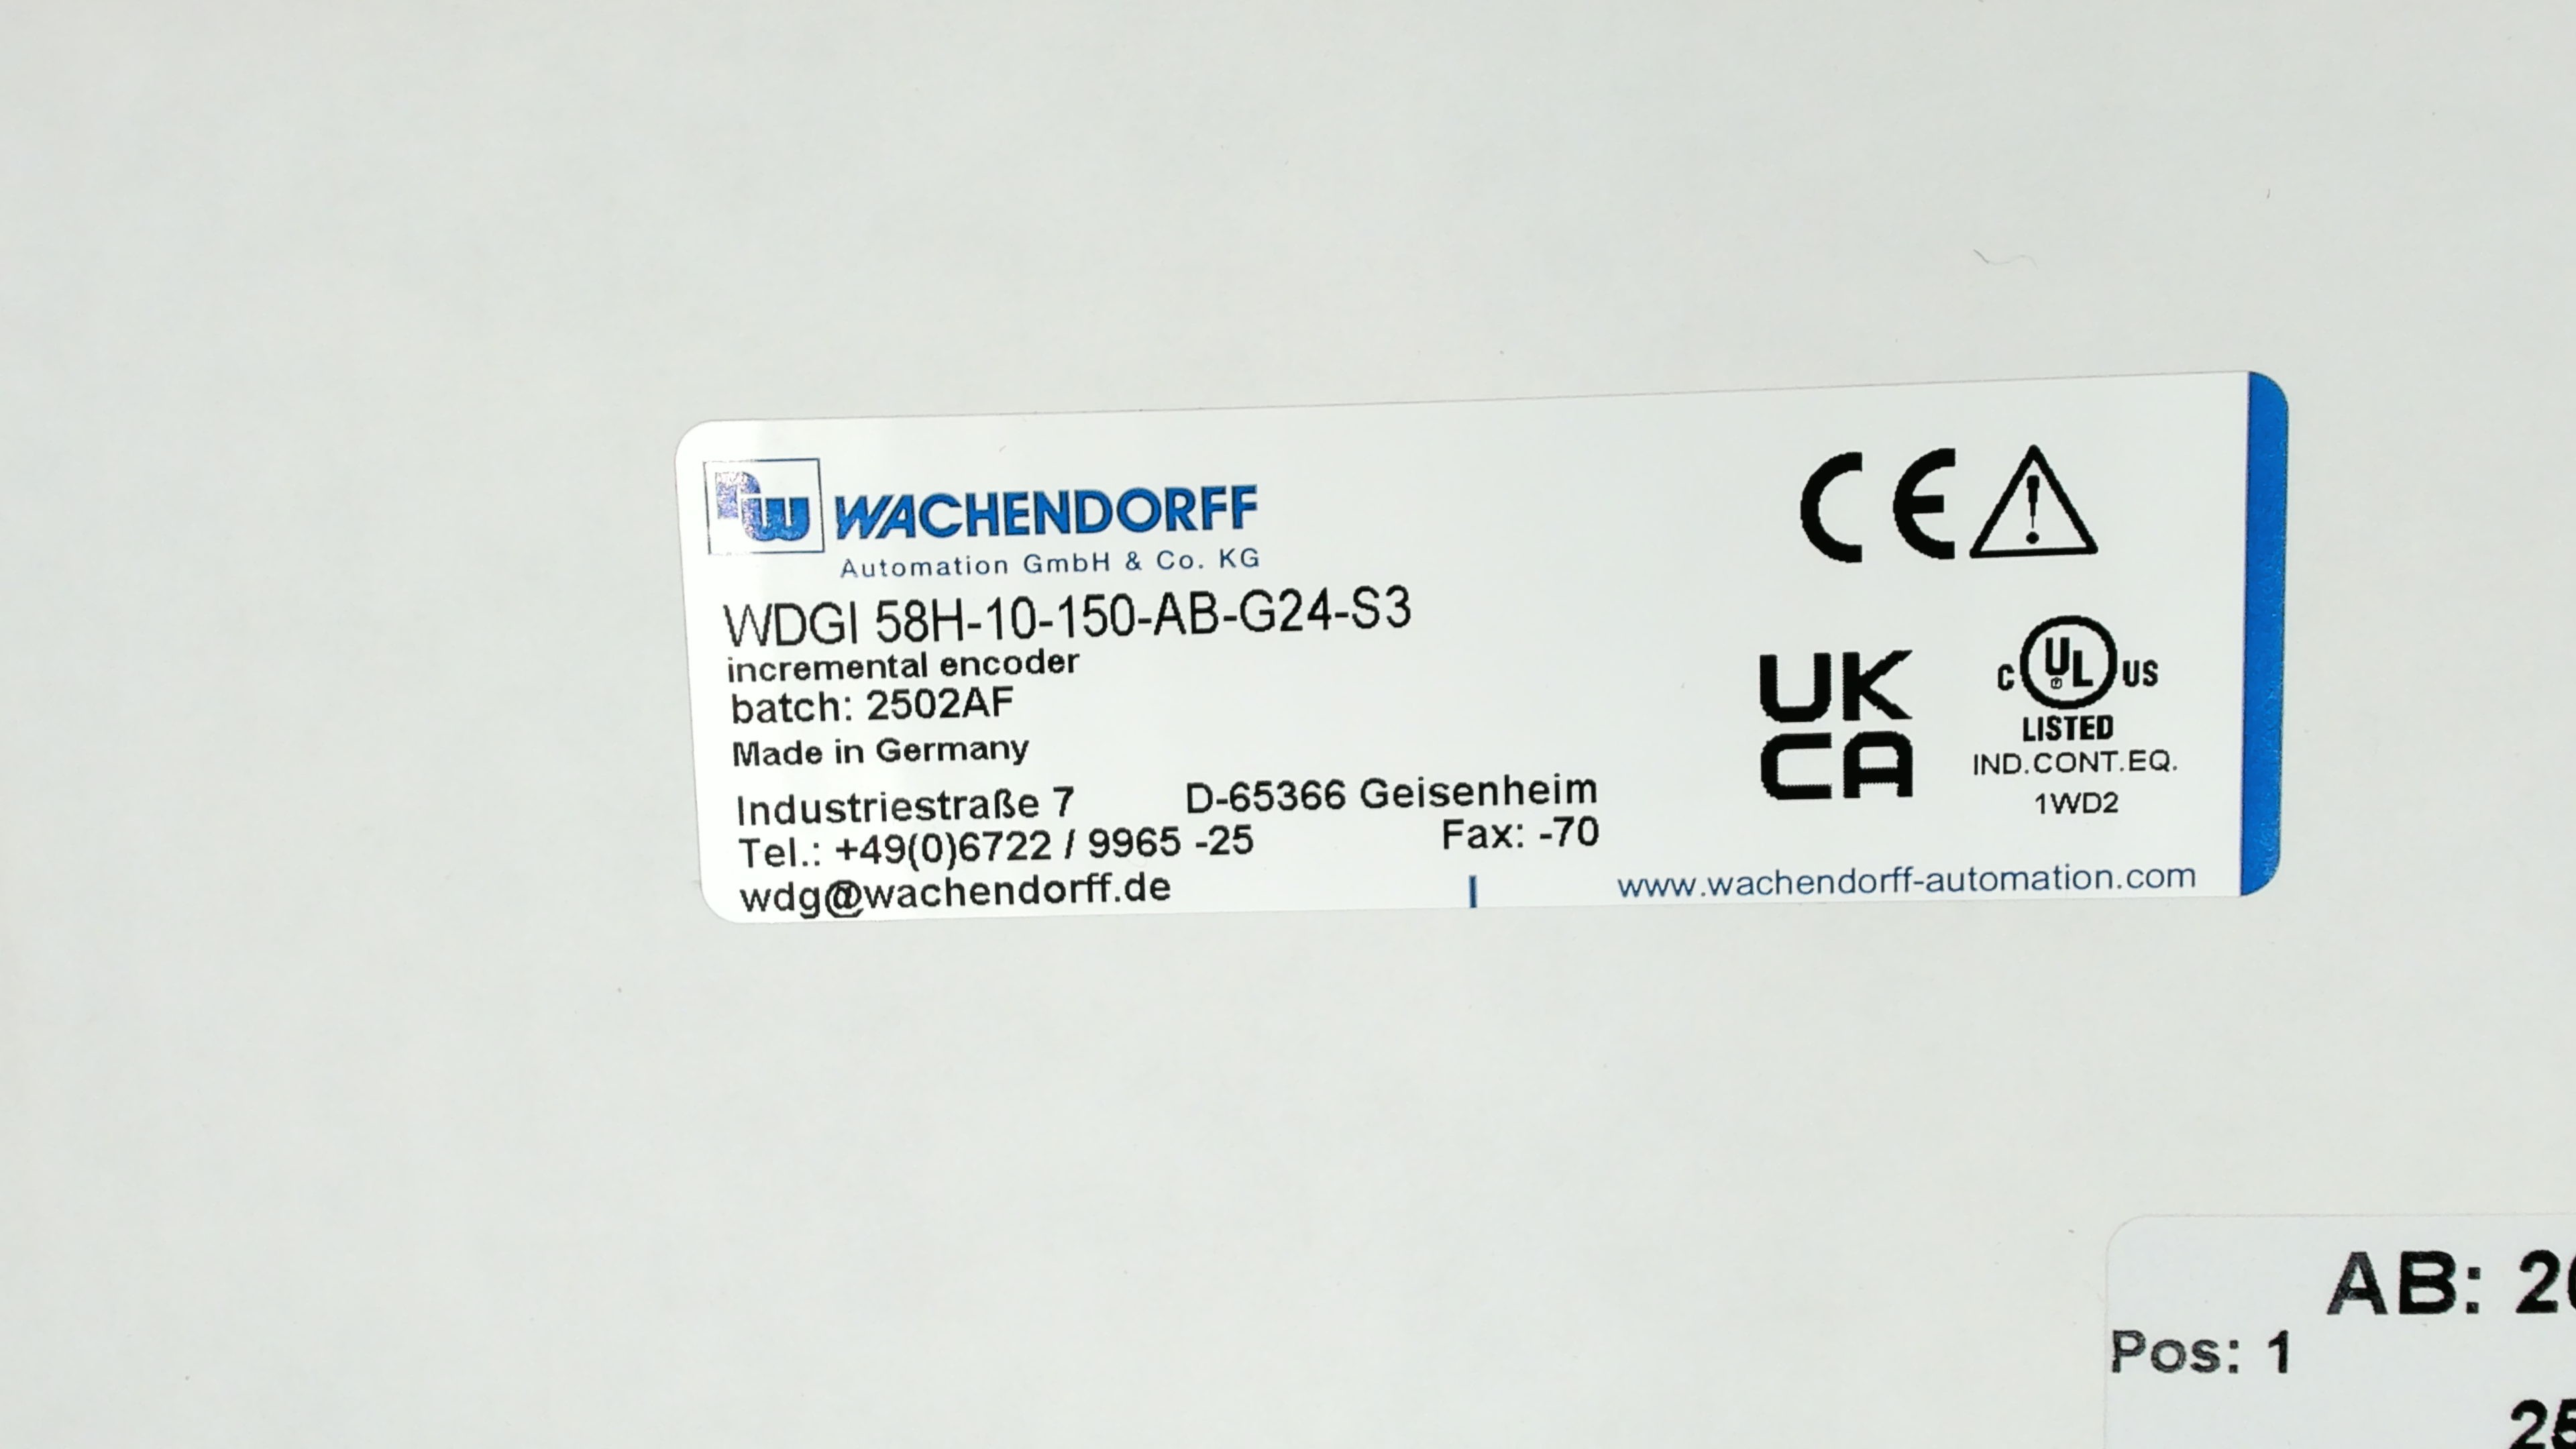 WACHENDORFF
Automation GmbH & Co. KG
WDGI 58H-10-150-AB-G24-S3
incremental encoder
batch: 2502AF
Made in Germany
Industriestraße 7 D-65366 Geisenheim
Tel.: +49(0)6722 / 9965 -25 Fax: -70
wdg@wachendorff.de
www.wachendorff-automation.com
CE
UK
CA
c UL ® US
LISTED
IND.CONT.EQ.
1WD2
AB: 2
Pos: 1
25